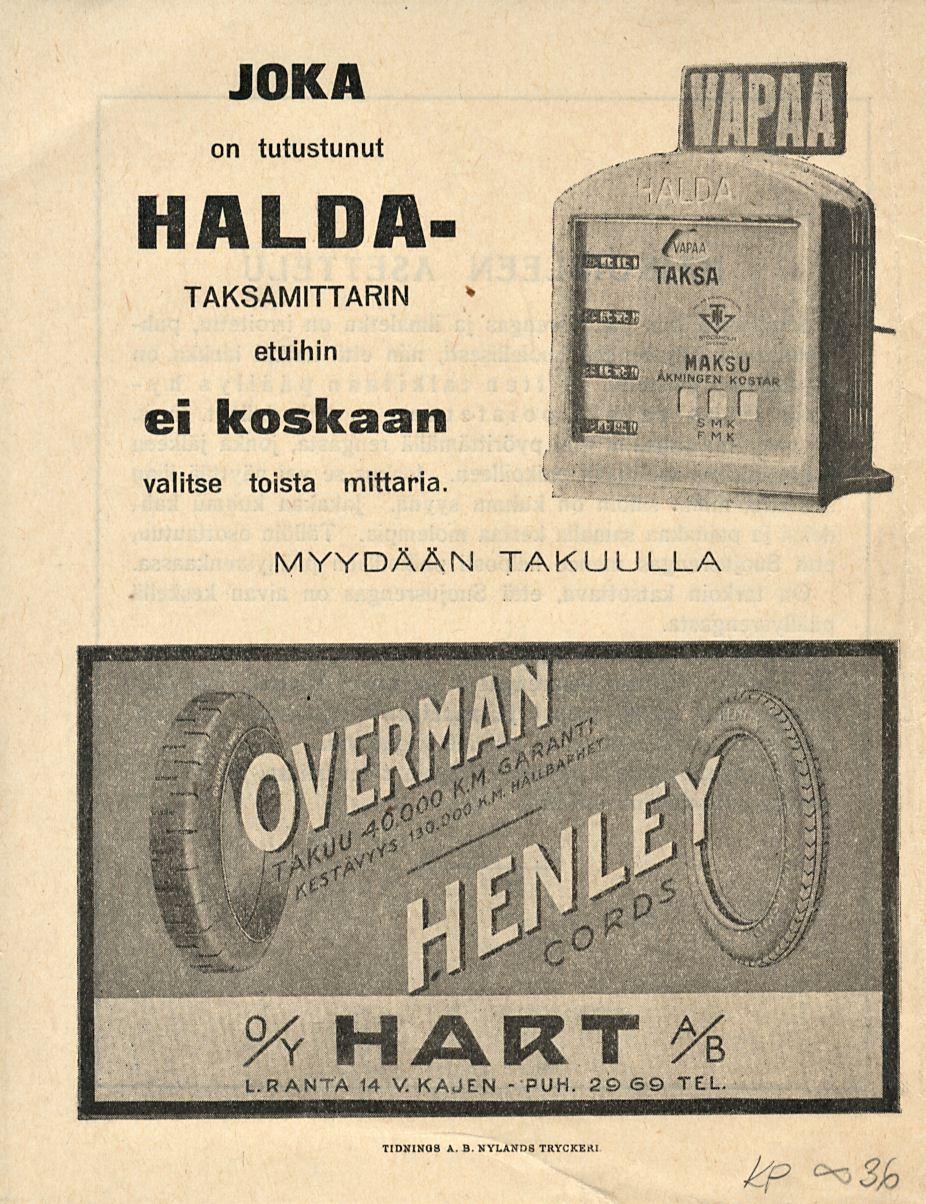 JOKA
on tutustunut
HALDA-
TAKSAMITTARIN
etuihin
ei koskaan
valitse toista mittaria.
VAPAA
HALDA
VAPAA
TAKSA
MAKSU
ÅKNINGEN KOSTAR
SMK
FMK
MYYDÄÄN TAKUULLA
OVERMAN
TAKUU 40.000 K.M. GARANTI
KESTÄVYYS 130.000 K.M. HÅLLBARHET
HENLEY
CORDS
O/Y HART A/B
L.RANTA 14 V. KAJEN - PUH. 29 69 TEL.
TIDNINGS A. B. NYLANDS TRYCKERI
KP ∞ 36